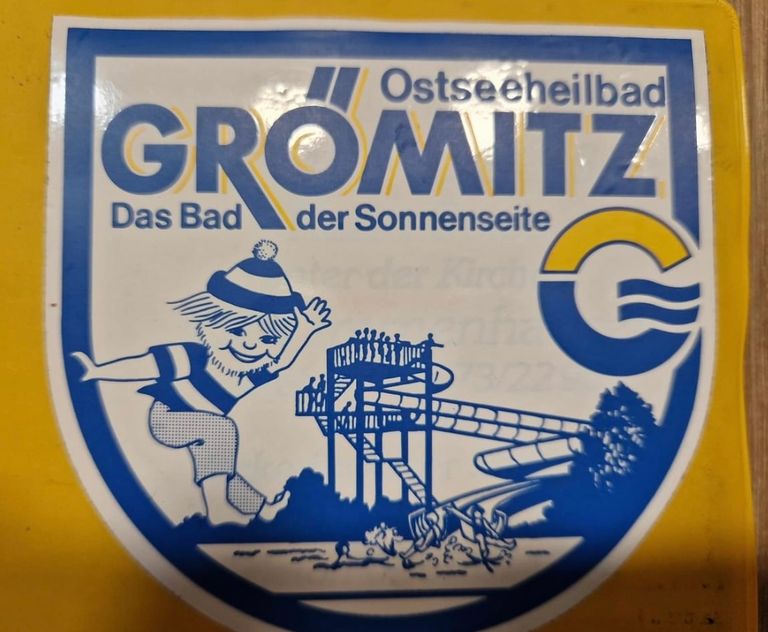 Ostseeheilbad
GRÖMITZ
Das Bad der Sonnenseite